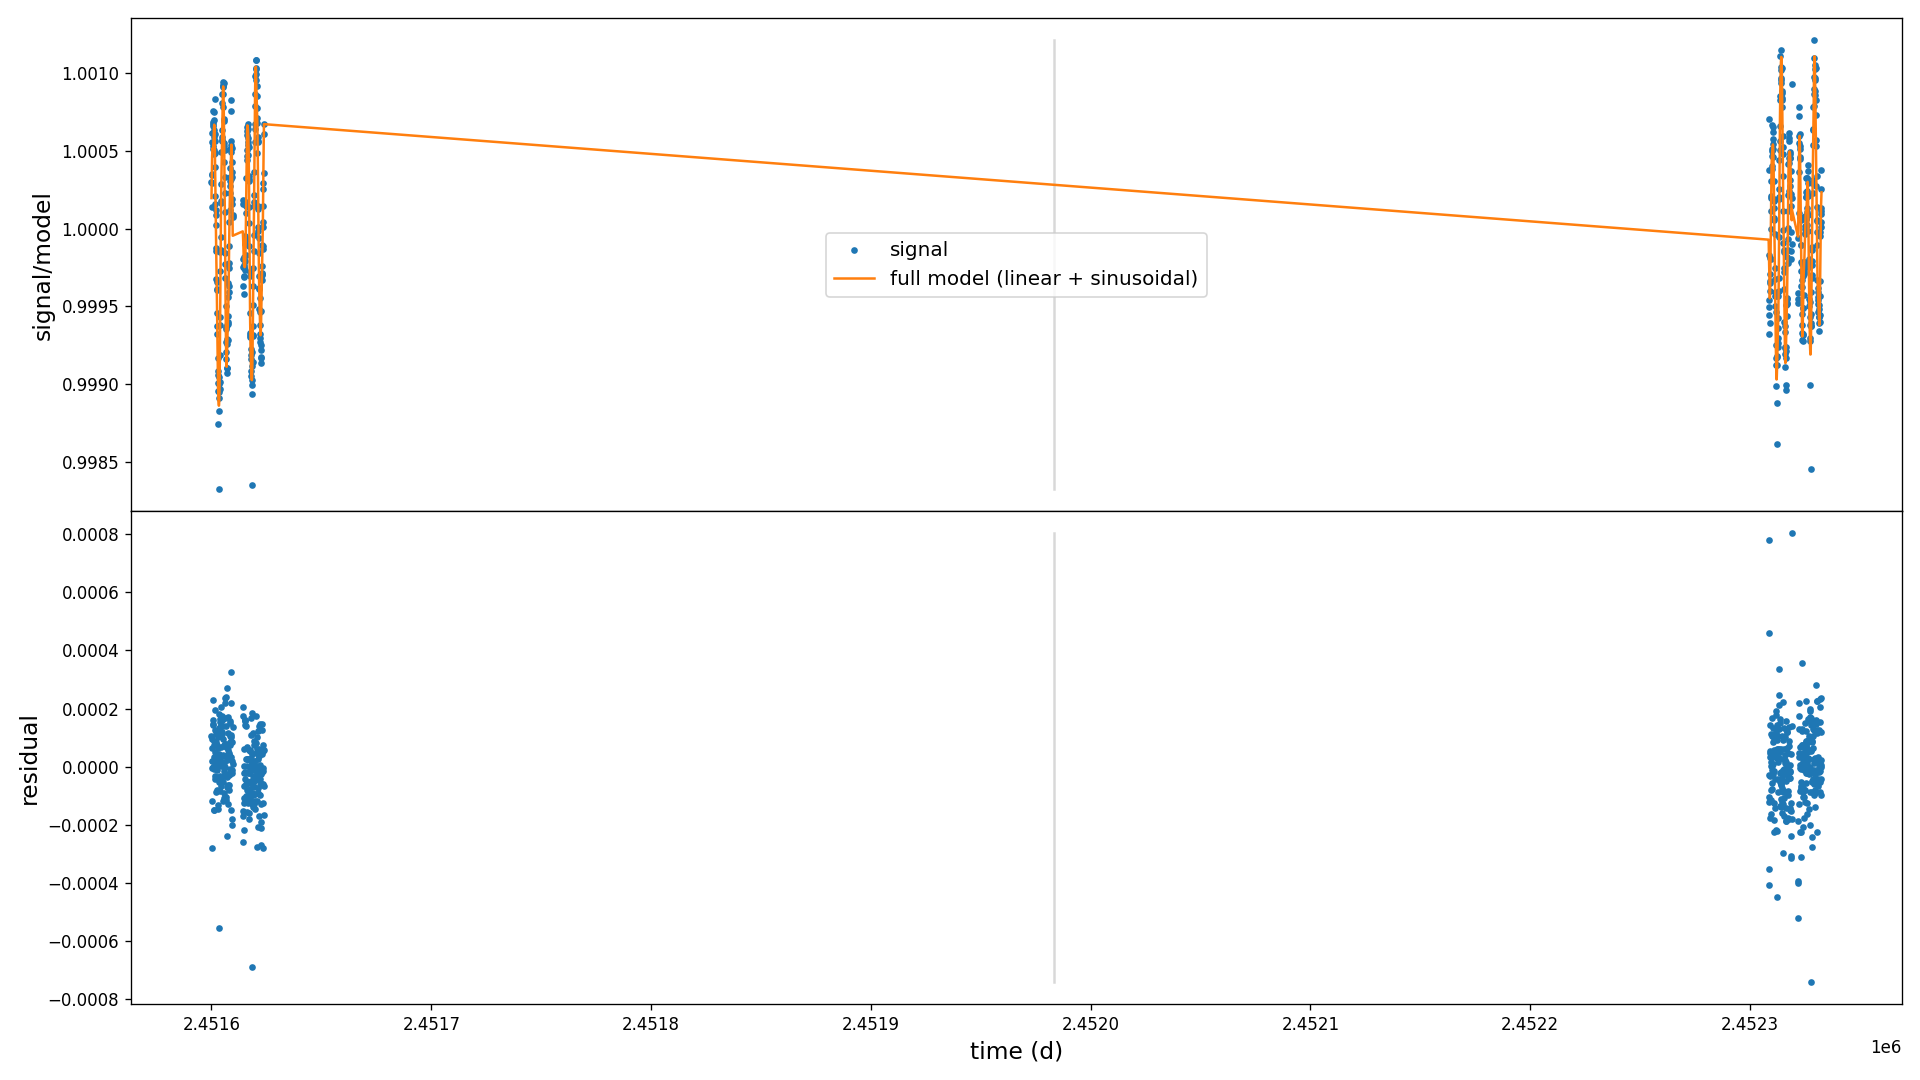 1.0010
1.0005
1.0000
0.9995
0.9990
0.9985
signal/model
signal
full model (linear + sinusoidal)
0.0008
0.0006
0.0004
0.0002
0.0000
−0.0002
−0.0004
−0.0006
−0.0008
residual
2.4516 2.4517 2.4518 2.4519 2.4520 2.4521 2.4522 2.4523
1e6
time (d)